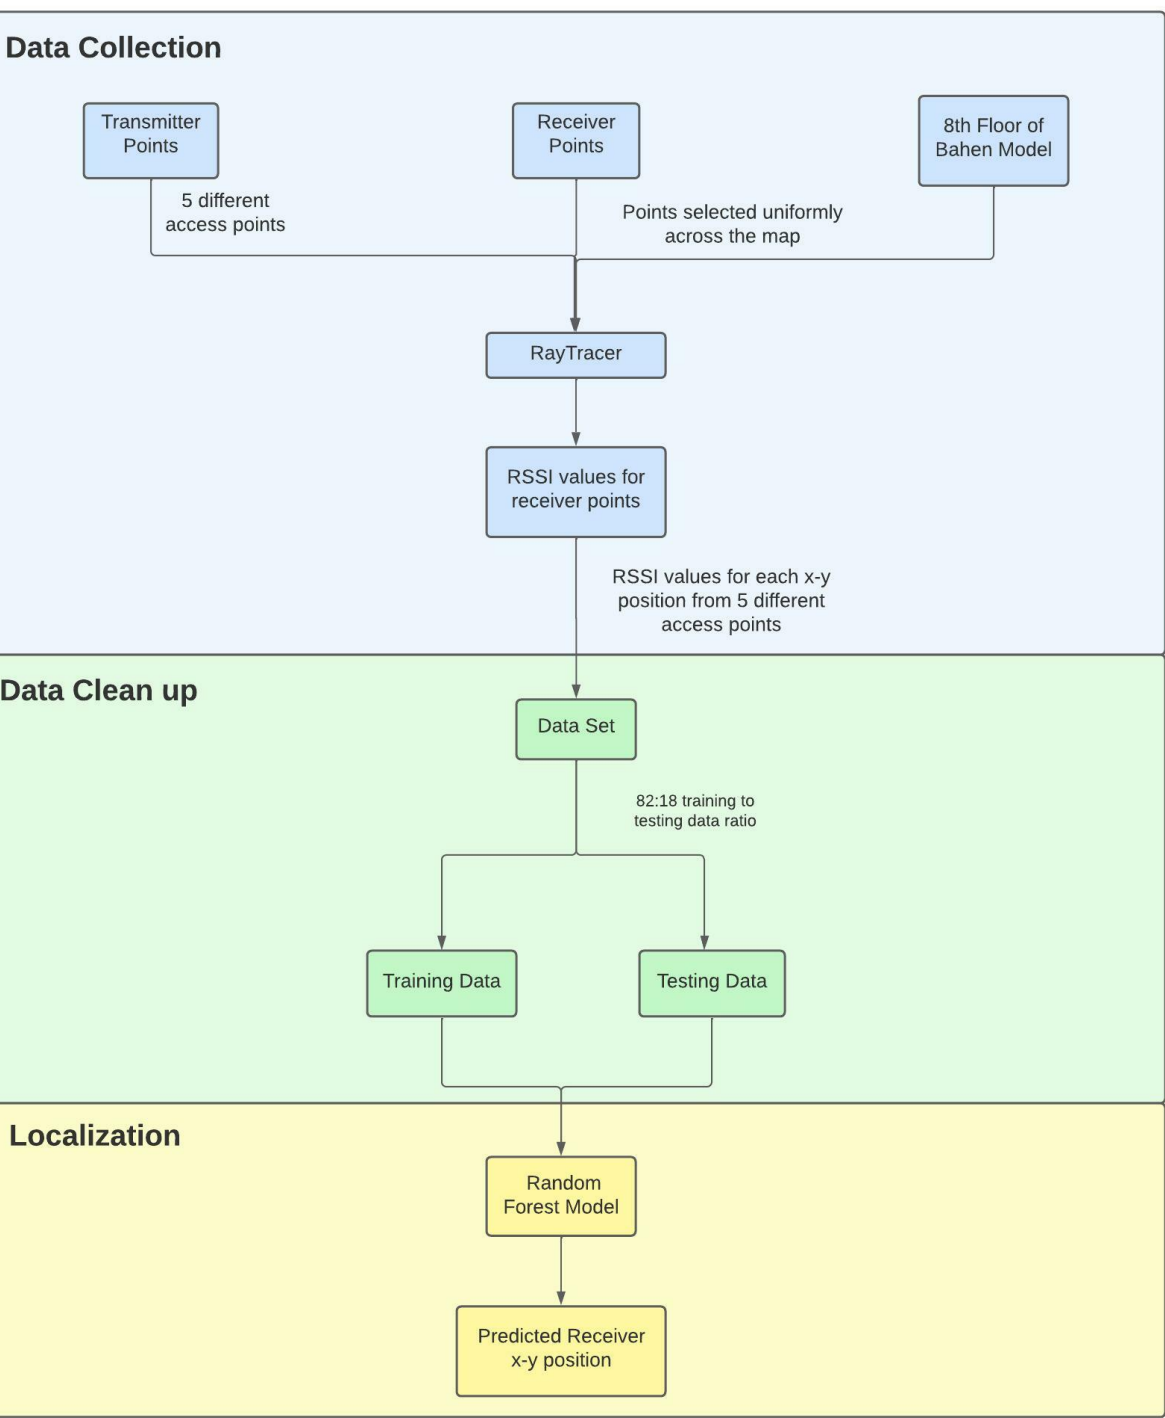 Data Collection
Transmitter
Points
Receiver
Points
8th Floor of
Bahen Model
5 different
access points
Points selected uniformly
across the map
RayTracer
RSSI values for
receiver points
RSSI values for each x-y
position from 5 different
access points
Data Clean up
Data Set
82:18 training to
testing data ratio
Training Data
Testing Data
Localization
Random
Forest Model
Predicted Receiver
x-y position